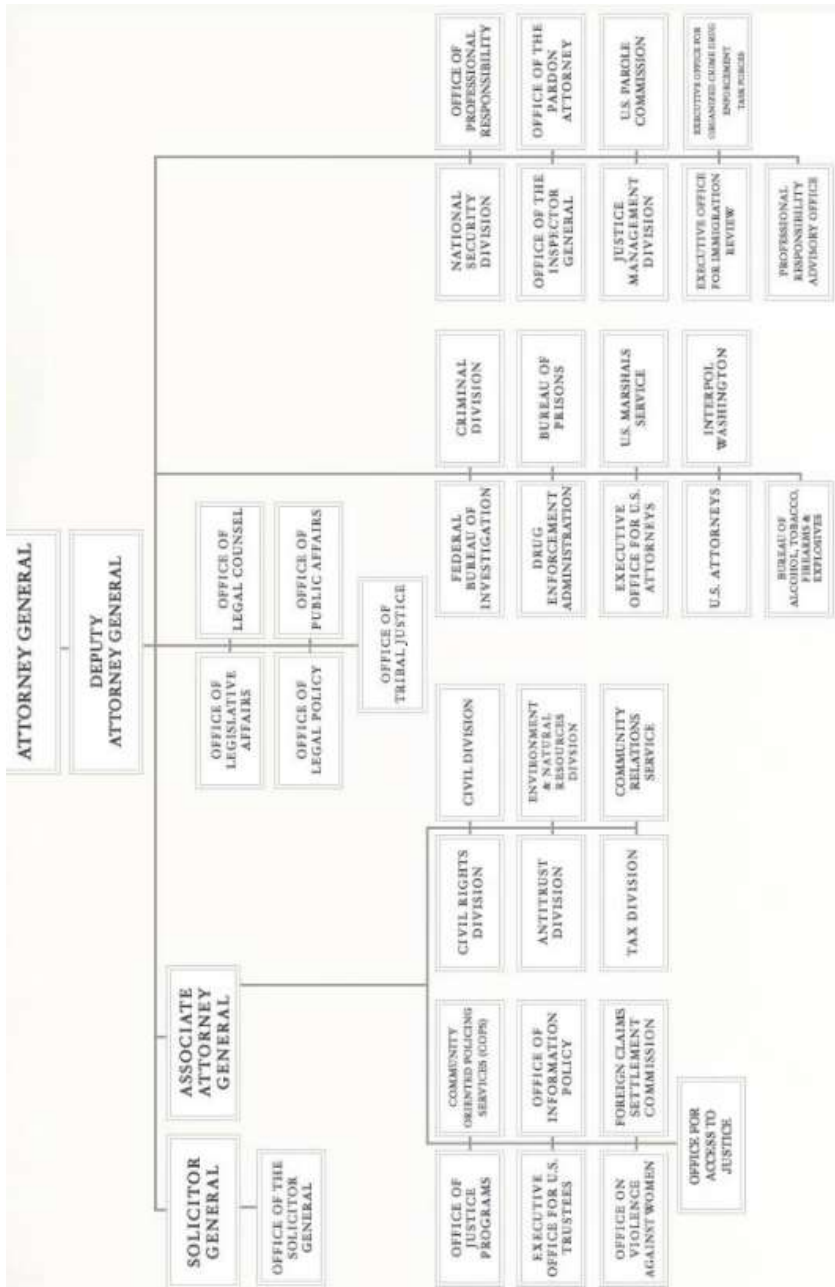 ATTORNEY GENERAL
DEPUTY
ATTORNEY GENERAL
SOLICITOR
GENERAL
OFFICE OF THE
SOLICITOR
GENERAL
ASSOCIATE
ATTORNEY
GENERAL
OFFICE OF
LEGISLATIVE
AFFAIRS
OFFICE OF
LEGAL COUNSEL
OFFICE OF
LEGAL POLICY
OFFICE OF
PUBLIC AFFAIRS
OFFICE OF
TRIBAL JUSTICE
OFFICE OF
JUSTICE
PROGRAMS
COMMUNITY
ORIENTED POLICING
SERVICES (COPS)
EXECUTIVE
OFFICE FOR U.S.
TRUSTEES
OFFICE OF
INFORMATION
POLICY
OFFICE ON
VIOLENCE
AGAINST WOMEN
FOREIGN CLAIMS
SETTLEMENT
COMMISSION
OFFICE FOR
ACCESS TO
JUSTICE
CIVIL RIGHTS
DIVISION
CIVIL DIVISION
ANTITRUST
DIVISION
ENVIRONMENT
& NATURAL
RESOURCES
DIVSION
TAX DIVISION
COMMUNITY
RELATIONS
SERVICE
FEDERAL
BUREAU OF
INVESTIGATION
CRIMINAL
DIVISION
DRUG
ENFORCEMENT
ADMINISTRATION
BUREAU OF
PRISONS
EXECUTIVE
OFFICE FOR U.S.
ATTORNEYS
U.S. MARSHALS
SERVICE
U.S. ATTORNEYS
INTERPOL
WASHINGTON
BUREAU OF
ALCOHOL, TOBACCO,
FIREARMS &
EXPLOSIVES
NATIONAL
SECURITY
DIVISION
OFFICE OF
PROFESSIONAL
RESPONSIBILITY
OFFICE OF THE
INSPECTOR
GENERAL
OFFICE OF THE
PARDON
ATTORNEY
JUSTICE
MANAGEMENT
DIVISION
U.S. PAROLE
COMMISSION
EXECUTIVE OFFICE
FOR IMMIGRATION
REVIEW
EXECUTIVE OFFICE FOR
ORGANIZED CRIME DRUG
ENFORCEMENT
TASK FORCES
PROFESSIONAL
RESPONSIBILITY
ADVISORY OFFICE